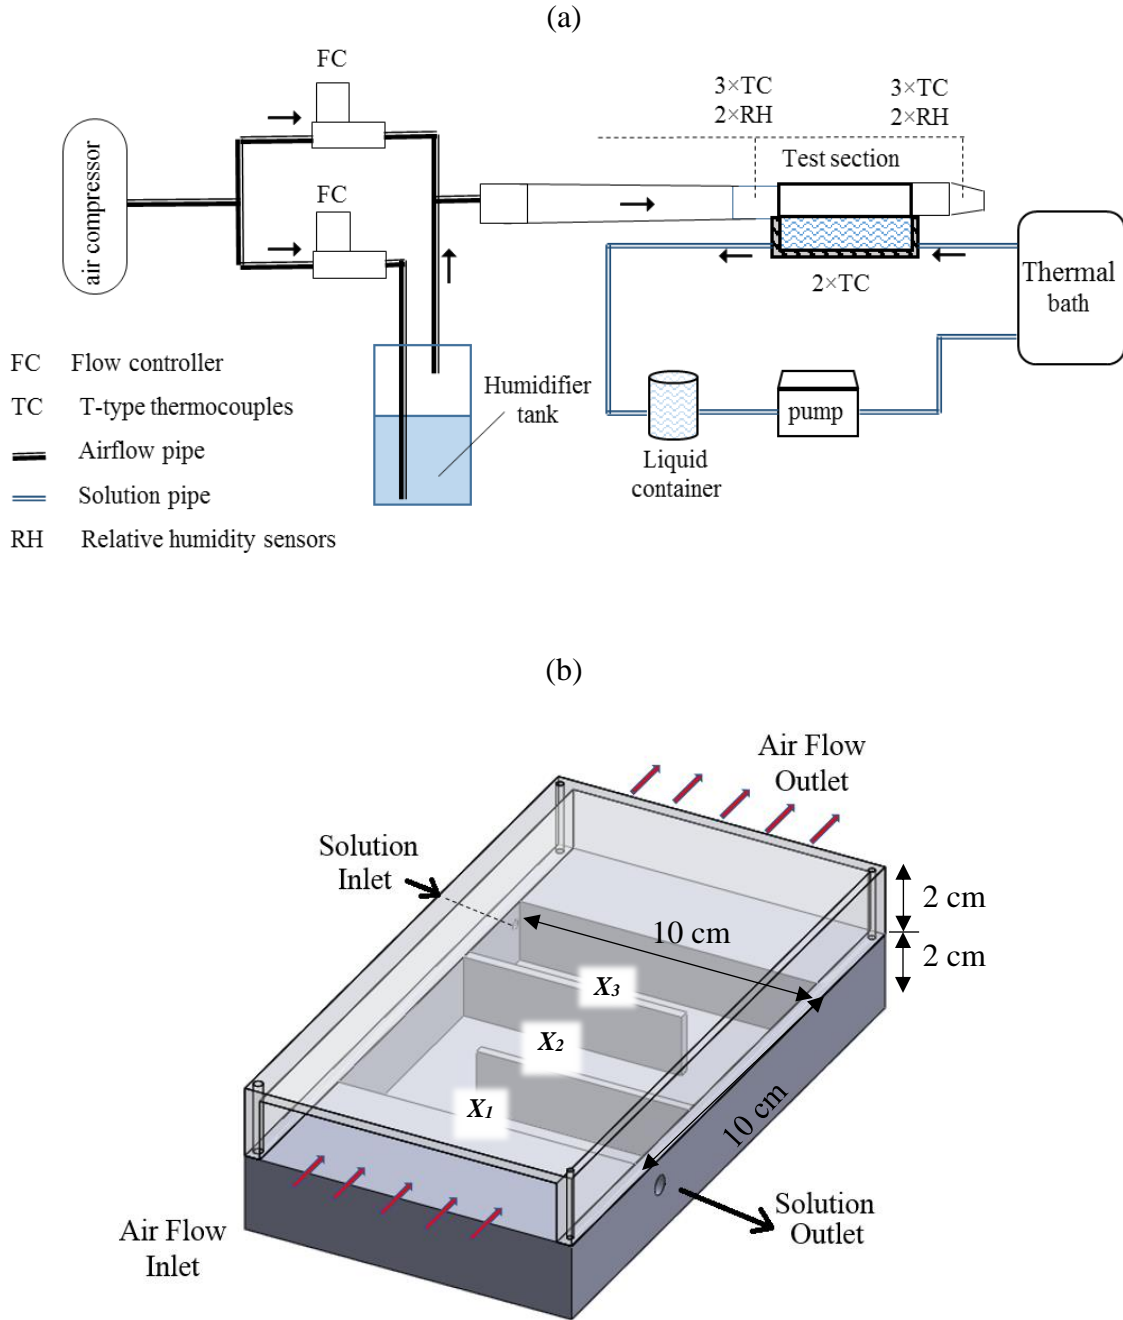 (a)
FC
3×TC
2×RH
3×TC
2×RH
air compressor
Test section
FC
2×TC
Thermal
bath
FC Flow controller
TC T-type thermocouples
Airflow pipe
Solution pipe
RH Relative humidity sensors
Humidifier
tank
pump
Liquid
container
(b)
Air Flow
Outlet
Solution
Inlet
2 cm
10 cm
2 cm
X3
X2
X1
10 cm
Solution
Outlet
Air Flow
Inlet